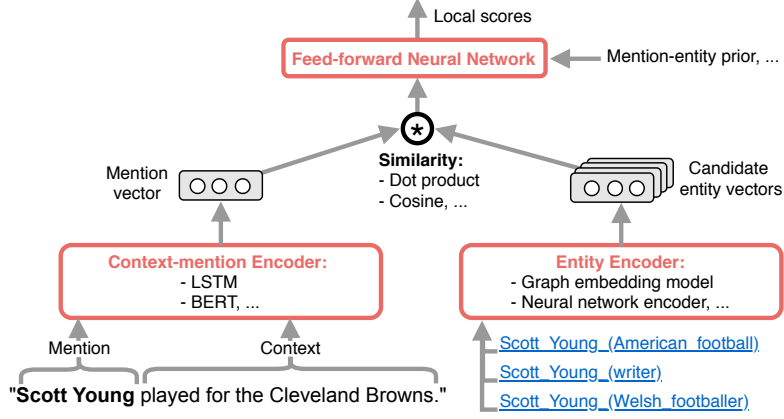 Local scores
Feed-forward Neural Network
Mention-entity prior, ...
*
Similarity:
- Dot product
- Cosine, ...
Mention
vector
Candidate
entity vectors
Context-mention Encoder:
- LSTM
- BERT, ...
Entity Encoder:
- Graph embedding model
- Neural network encoder, ...
Mention
Context
"Scott Young played for the Cleveland Browns."
Scott_Young_(American_football)
Scott_Young_(writer)
Scott_Young_(Welsh_footballer)